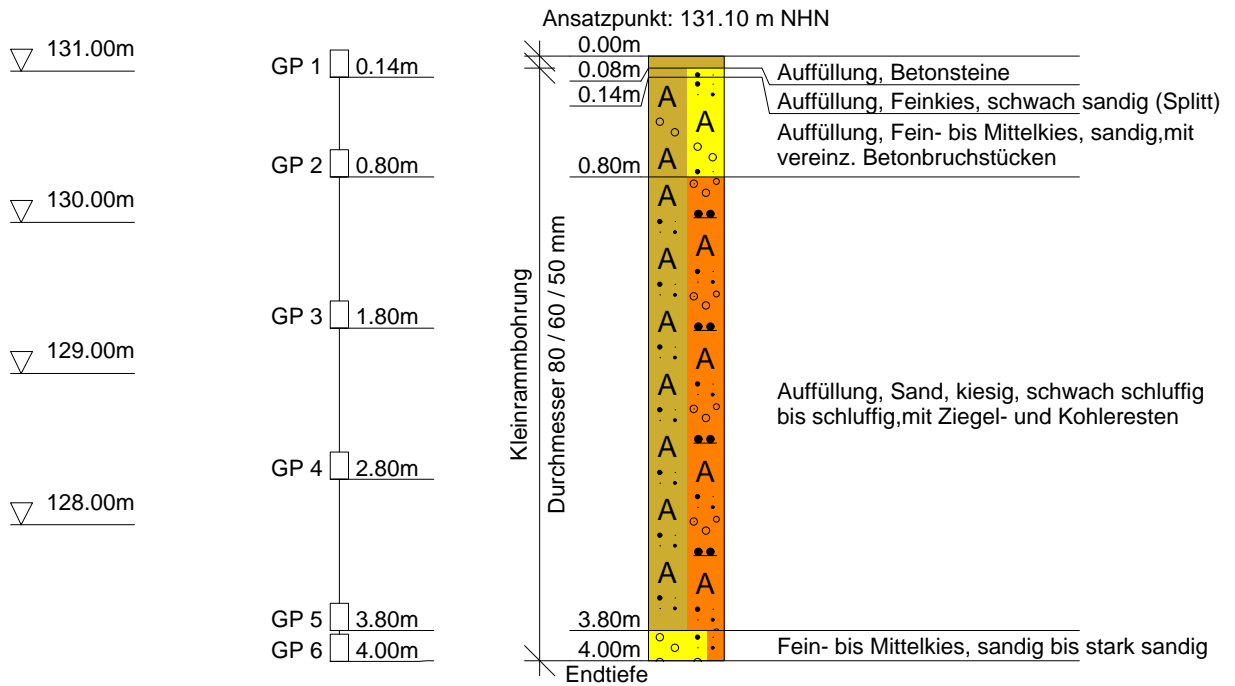 Ansatzpunkt: 131.10 m NHN
131.00m
130.00m
129.00m
128.00m
GP 1 0.14m
GP 2 0.80m
GP 3 1.80m
GP 4 2.80m
GP 5 3.80m
GP 6 4.00m
Kleinrammbohrung
Durchmesser 80 / 60 / 50 mm
0.00m
0.08m
0.14m
0.80m
3.80m
4.00m
Endtiefe
A
A
A
A
A
A
A
A
A
A
A
A
A
A
Auffüllung, Betonsteine
Auffüllung, Feinkies, schwach sandig (Splitt)
Auffüllung, Fein- bis Mittelkies, sandig,mit
vereinz. Betonbruchstücken
Auffüllung, Sand, kiesig, schwach schluffig
bis schluffig,mit Ziegel- und Kohleresten
Fein- bis Mittelkies, sandig bis stark sandig